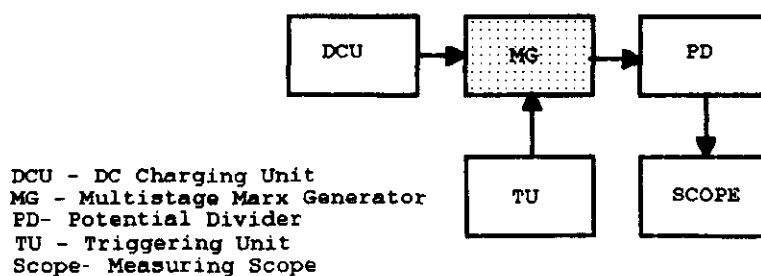 DCU
MG
PD
TU
SCOPE
DCU - DC Charging Unit
MG - Multistage Marx Generator
PD- Potential Divider
TU - Triggering Unit
Scope- Measuring Scope